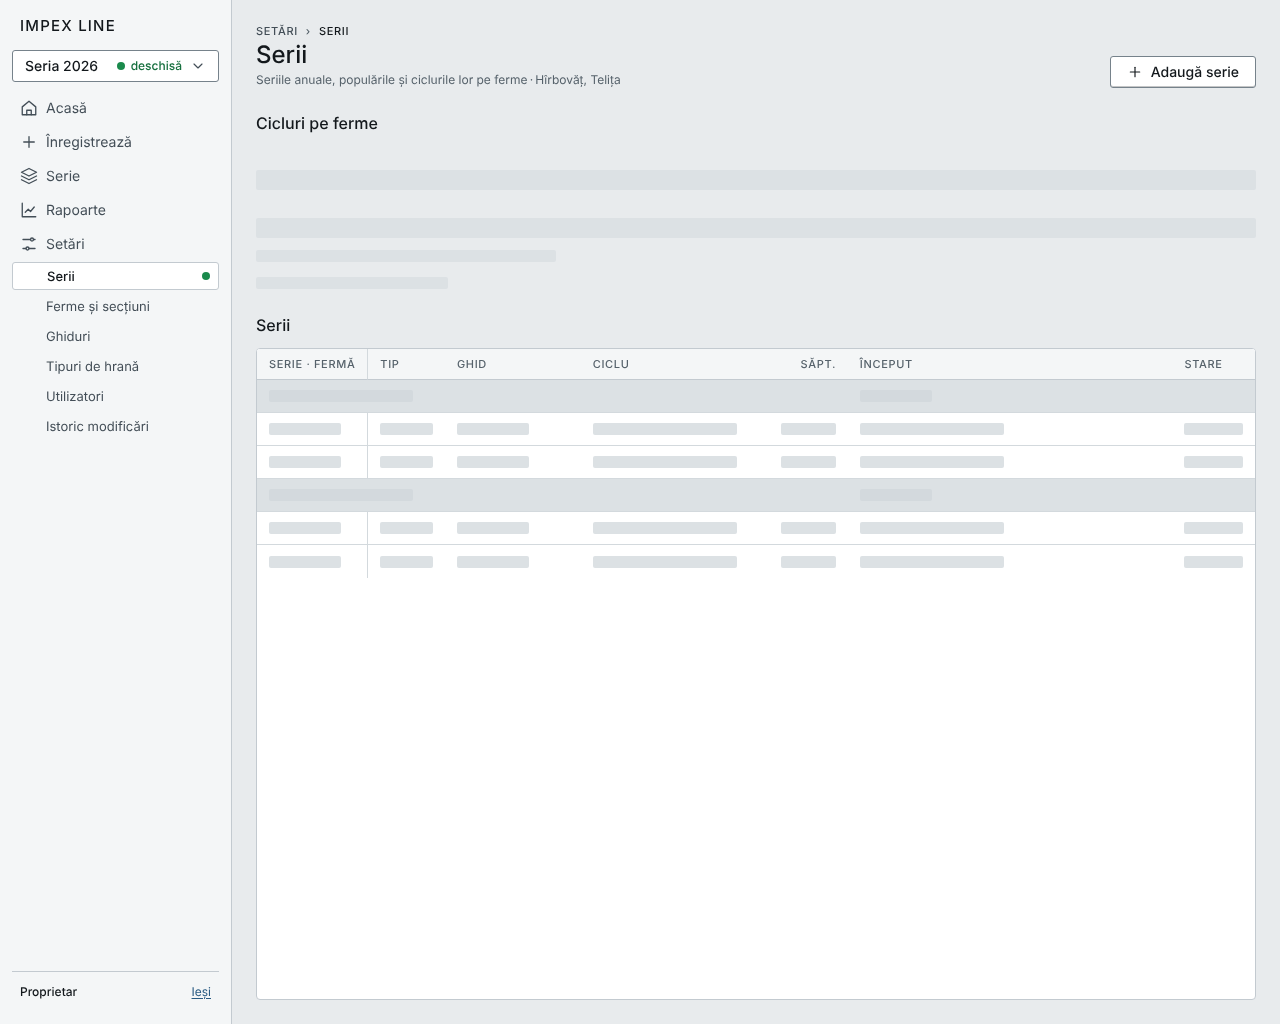 IMPEX LINE
Seria 2026 deschisă
Acasă
Înregistrează
Serie
Rapoarte
Setări
Serii
Ferme și secțiuni
Ghiduri
Tipuri de hrană
Utilizatori
Istoric modificări
Proprietar Ieși
SETĂRI › SERII
Serii
Seriile anuale, populările și ciclurile lor pe ferme · Hîrbovăț, Telița
Adaugă serie
Cicluri pe ferme
Serii
SERIE · FERMĂ TIP GHID CICLU SĂPT. ÎNCEPUT STARE